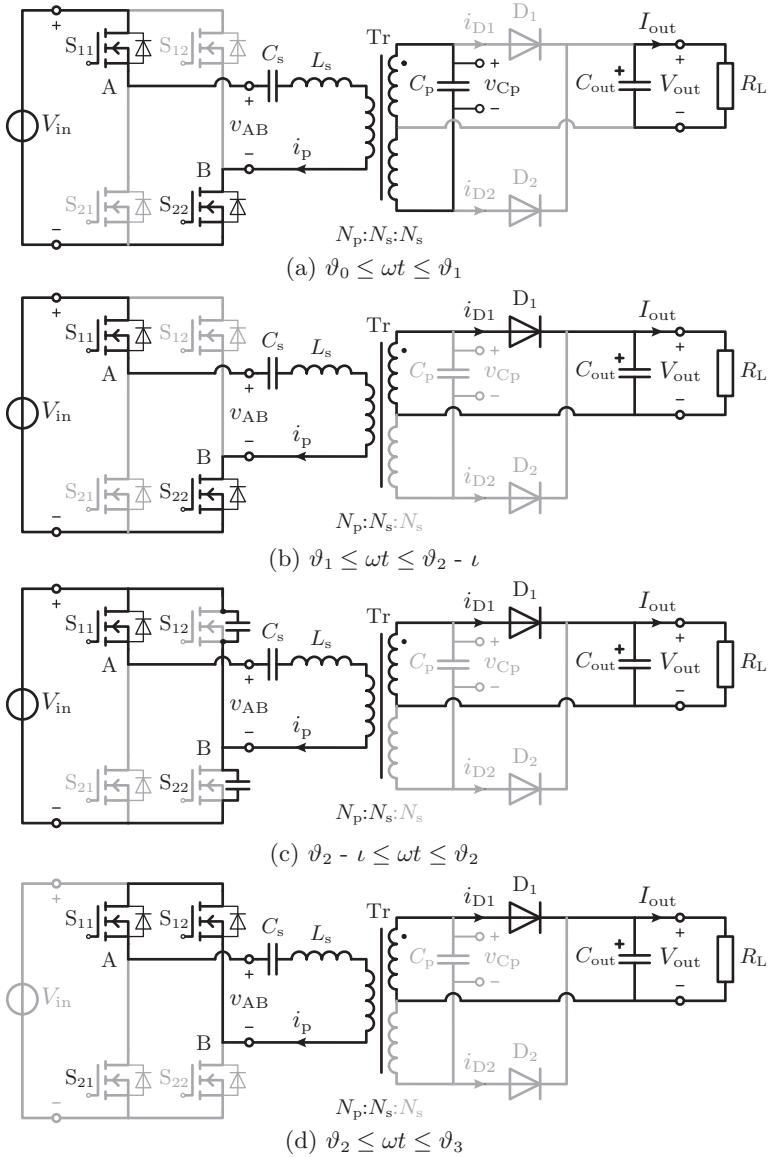 S11 S12 Cs Ls Tr iD1 D1 Iout
+ A + Cp + vCp − Cout + + Vout − RL
Vin vAB
B − ip
S21 S22 iD2 D2
− Np:Ns:Ns
(a) ϑ0 ≤ ωt ≤ ϑ1
S11 S12 Cs Ls Tr iD1 D1 Iout
+ A + Cp + vCp − Cout + + Vout − RL
Vin vAB
B − ip
S21 S22 iD2 D2
− Np:Ns:Ns
(b) ϑ1 ≤ ωt ≤ ϑ2 - ι
S11 S12 Cs Ls Tr iD1 D1 Iout
+ A + Cp + vCp − Cout + + Vout − RL
Vin vAB
B − ip
S21 S22 iD2 D2
− Np:Ns:Ns
(c) ϑ2 - ι ≤ ωt ≤ ϑ2
S11 S12 Cs Ls Tr iD1 D1 Iout
+ A + Cp + vCp − Cout + + Vout − RL
Vin vAB
B − ip
S21 S22 iD2 D2
− Np:Ns:Ns
(d) ϑ2 ≤ ωt ≤ ϑ3